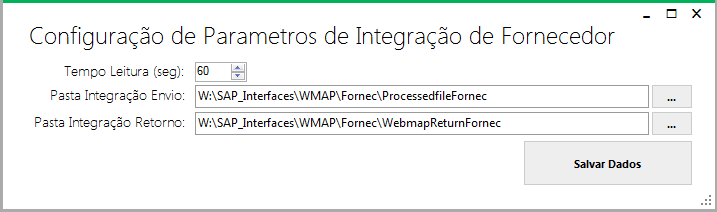 Configuração de Parametros de Integração de Fornecedor
Tempo Leitura (seg): 60
Pasta Integração Envio: W:\SAP_Interfaces\WMAP\Fornec\ProcessedfileFornec ...
Pasta Integração Retorno: W:\SAP_Interfaces\WMAP\Fornec\WebmapReturnFornec ...
Salvar Dados